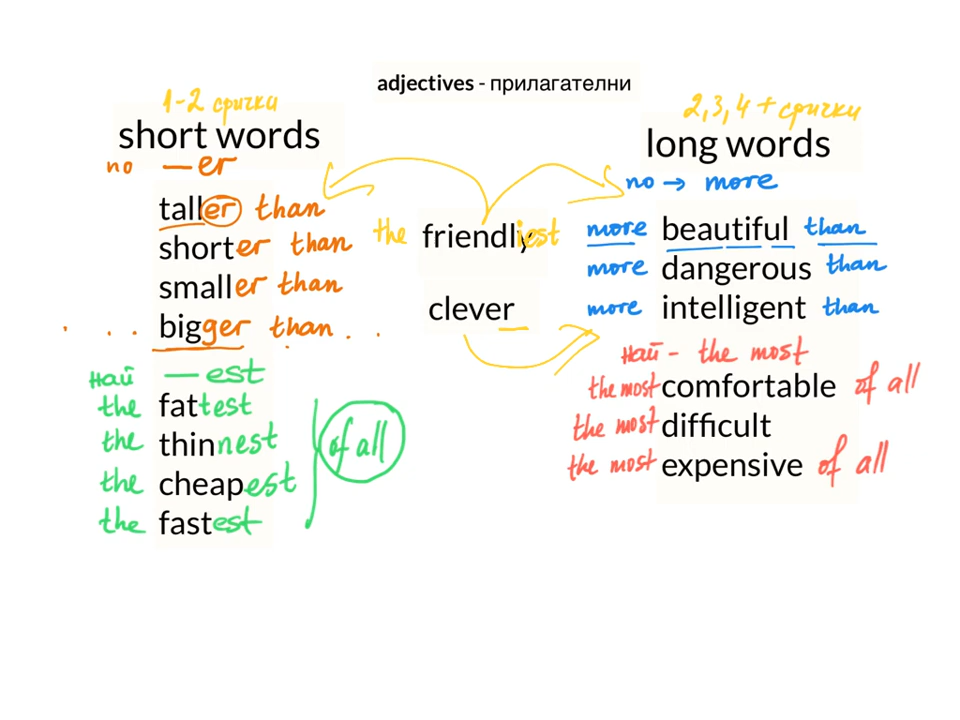 adjectives - прилагателни
1-2 срички
short words
по —er
taller than
shorter than
smaller than
. . . bigger than . .
най —est
the fattest
the thinnest
the cheapest
the fastest
of all
the friendlyiest
clever
2,3,4 + срички
long words
по → more
more beautiful than
more dangerous than
more intelligent than
най - the most
the most comfortable of all
the most difficult
the most expensive of all